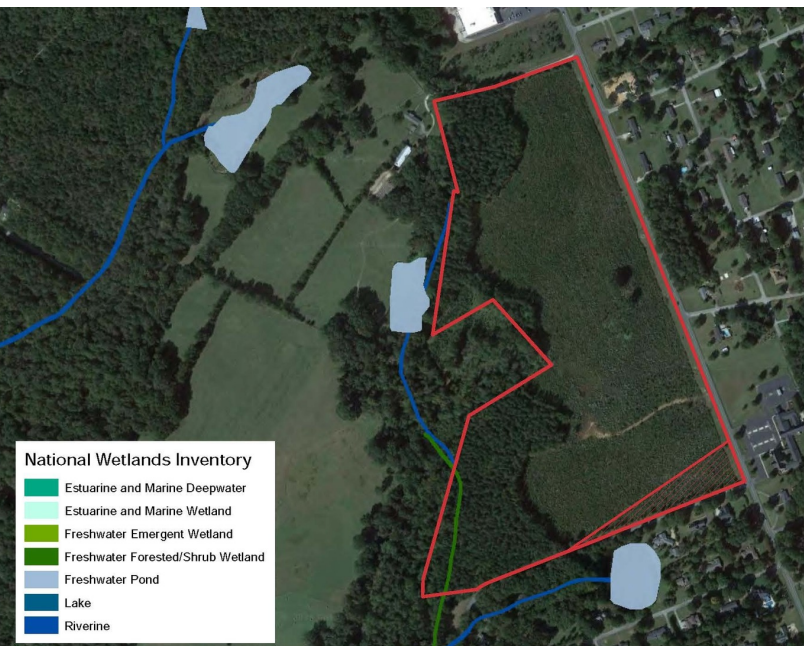 National Wetlands Inventory
Estuarine and Marine Deepwater
Estuarine and Marine Wetland
Freshwater Emergent Wetland
Freshwater Forested/Shrub Wetland
Freshwater Pond
Lake
Riverine